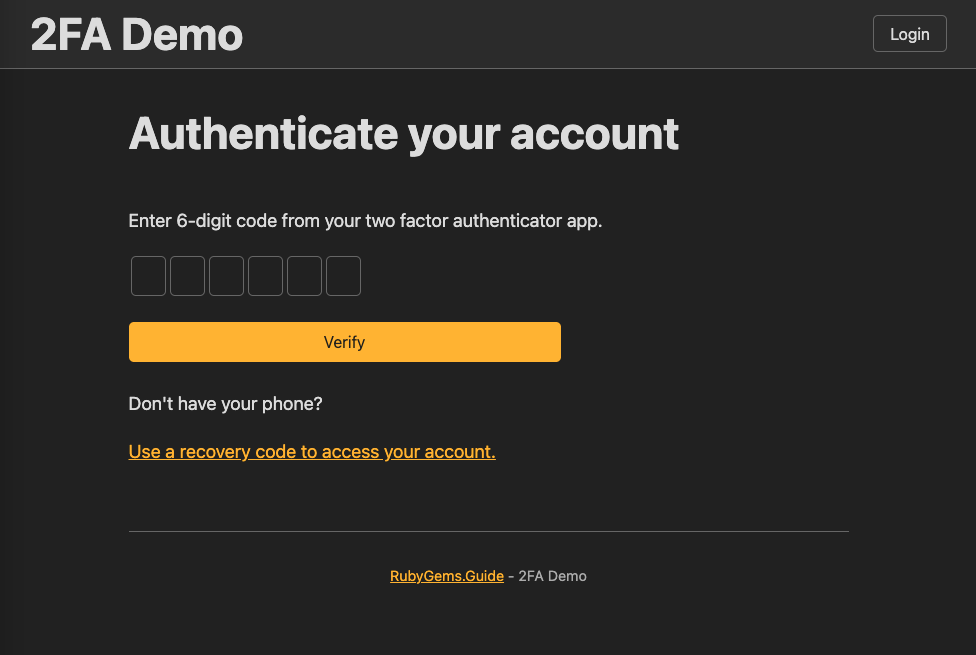 2FA Demo
Login
Authenticate your account
Enter 6-digit code from your two factor authenticator app.
Verify
Don't have your phone?
Use a recovery code to access your account.
RubyGems.Guide - 2FA Demo